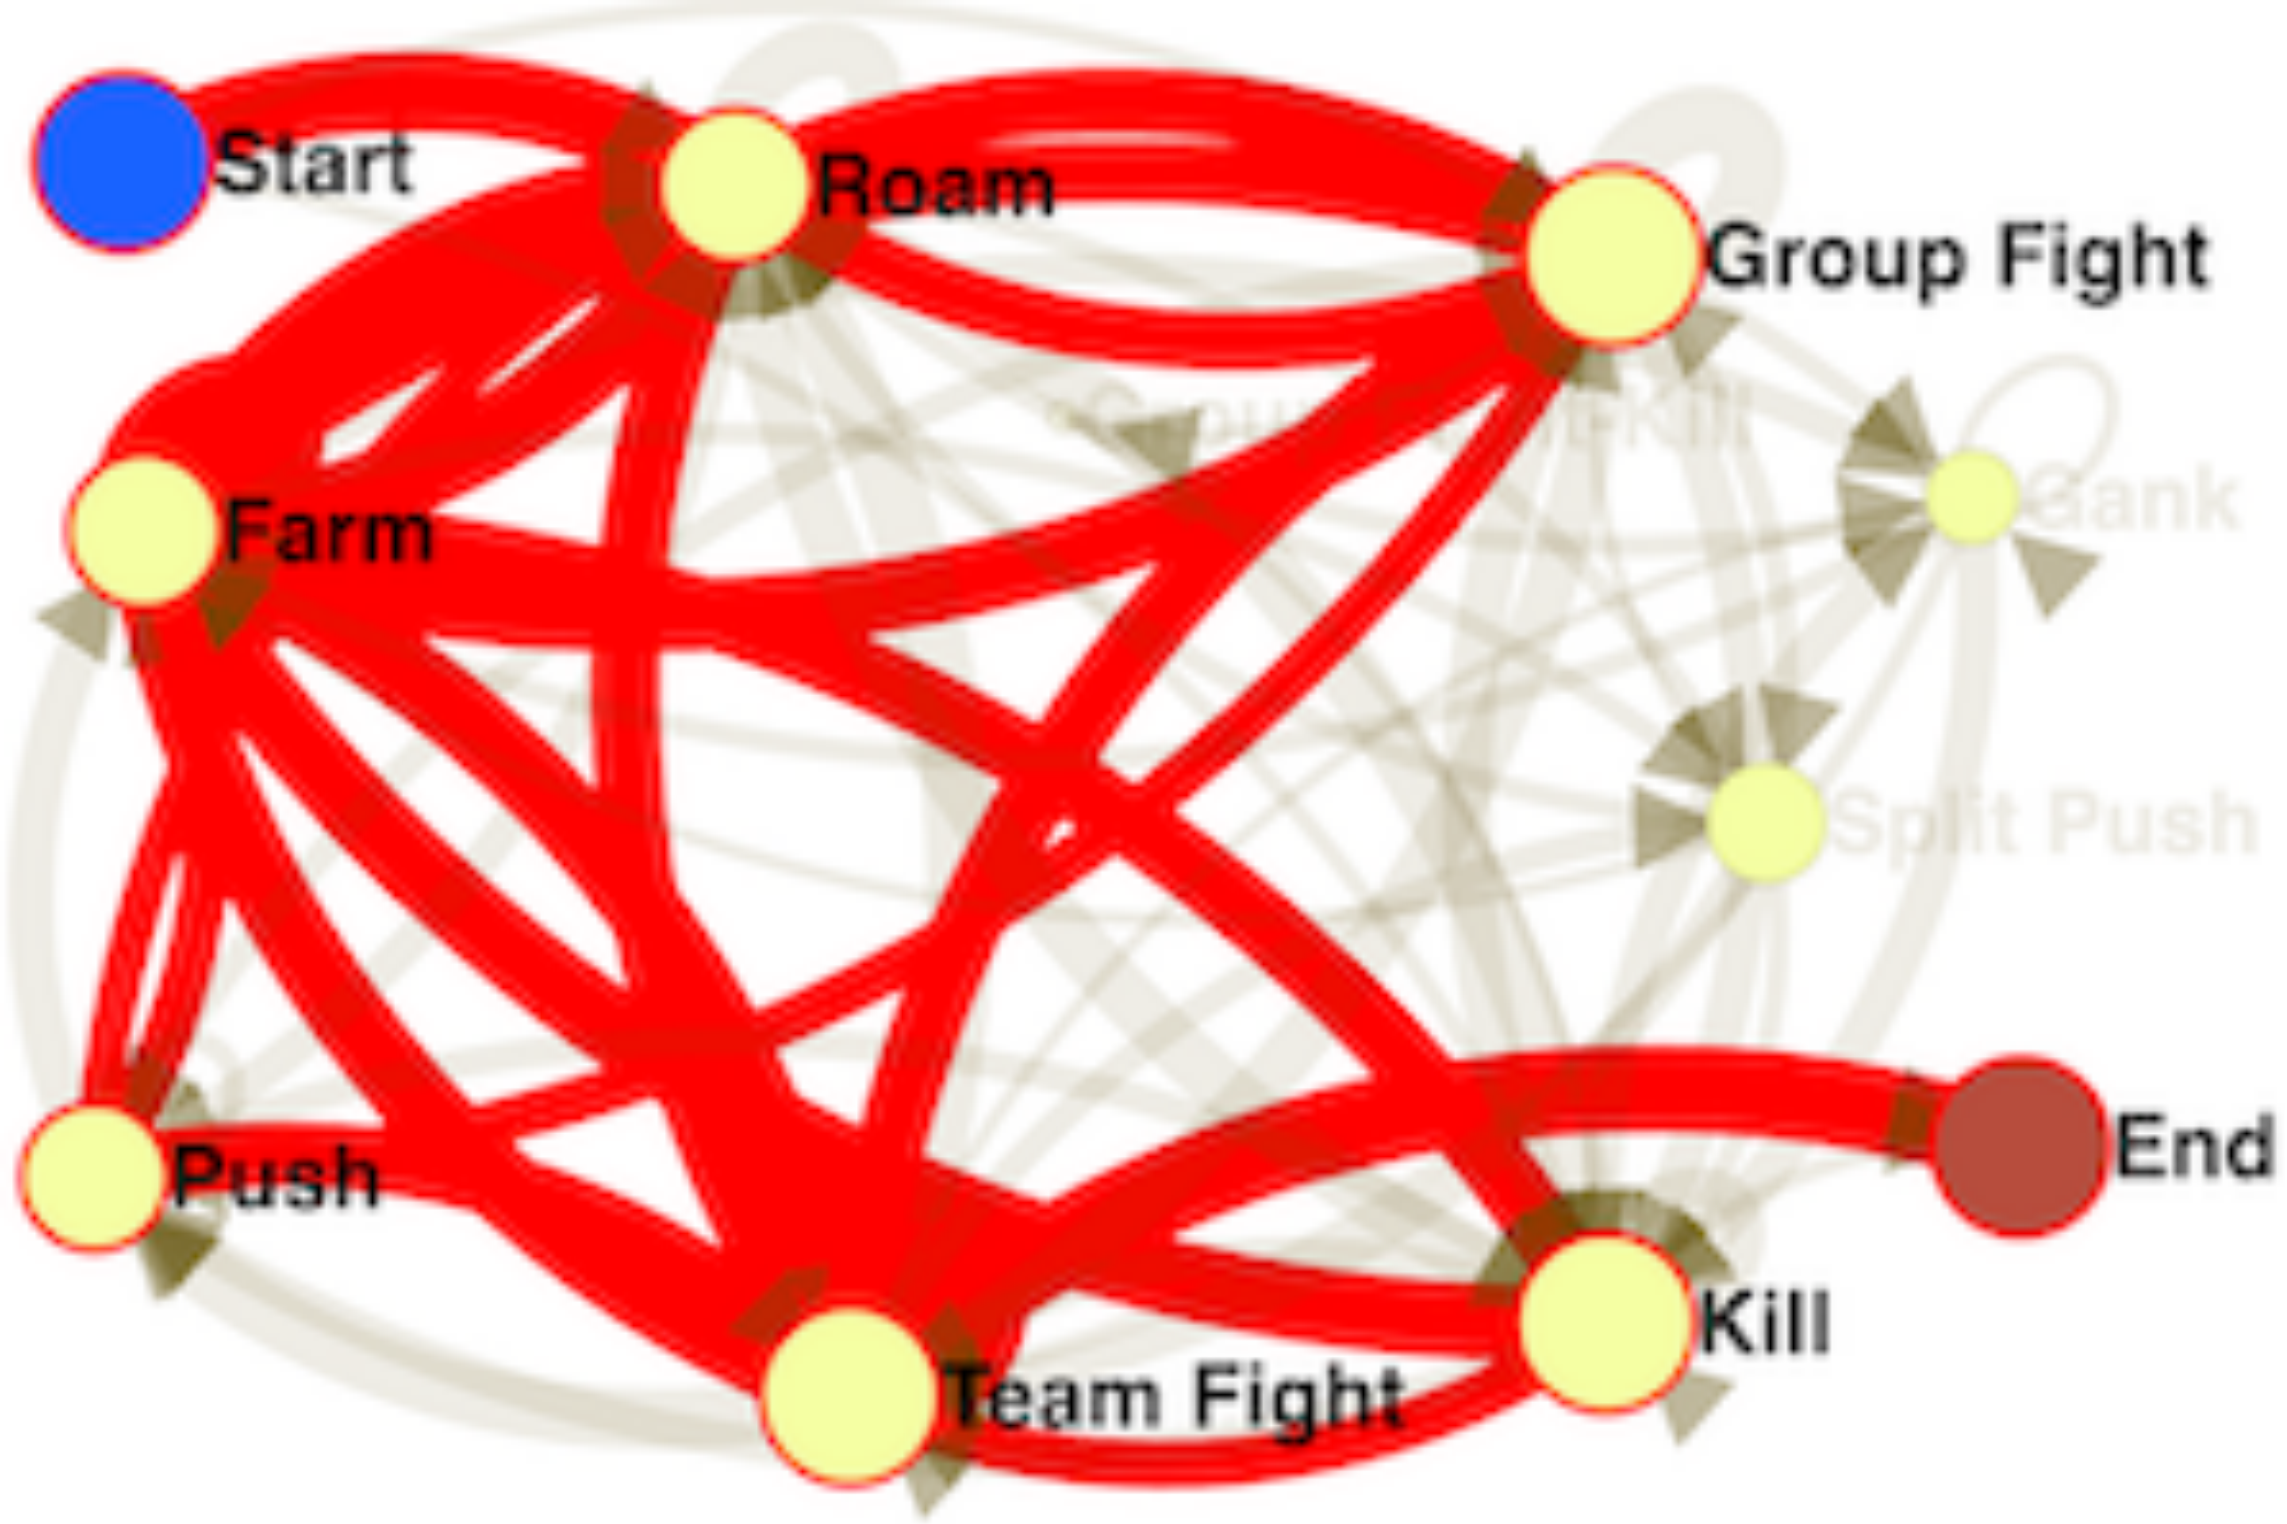 Start
Roam
Group Fight
Gank
Farm
Split Push
Push
End
Kill
Team Fight